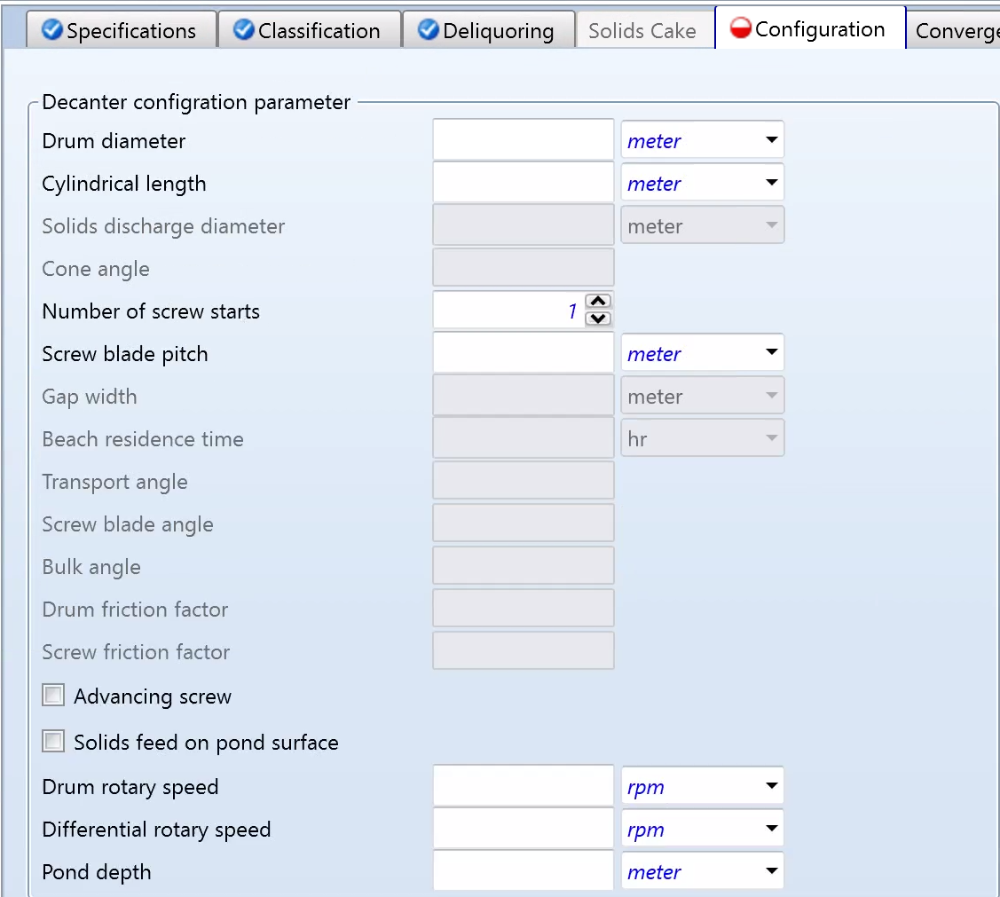 Specifications Classification Deliquoring Solids Cake Configuration Converge
Decanter configration parameter
Drum diameter meter
Cylindrical length meter
Solids discharge diameter meter
Cone angle
Number of screw starts 1
Screw blade pitch meter
Gap width meter
Beach residence time hr
Transport angle
Screw blade angle
Bulk angle
Drum friction factor
Screw friction factor
Advancing screw
Solids feed on pond surface
Drum rotary speed rpm
Differential rotary speed rpm
Pond depth meter